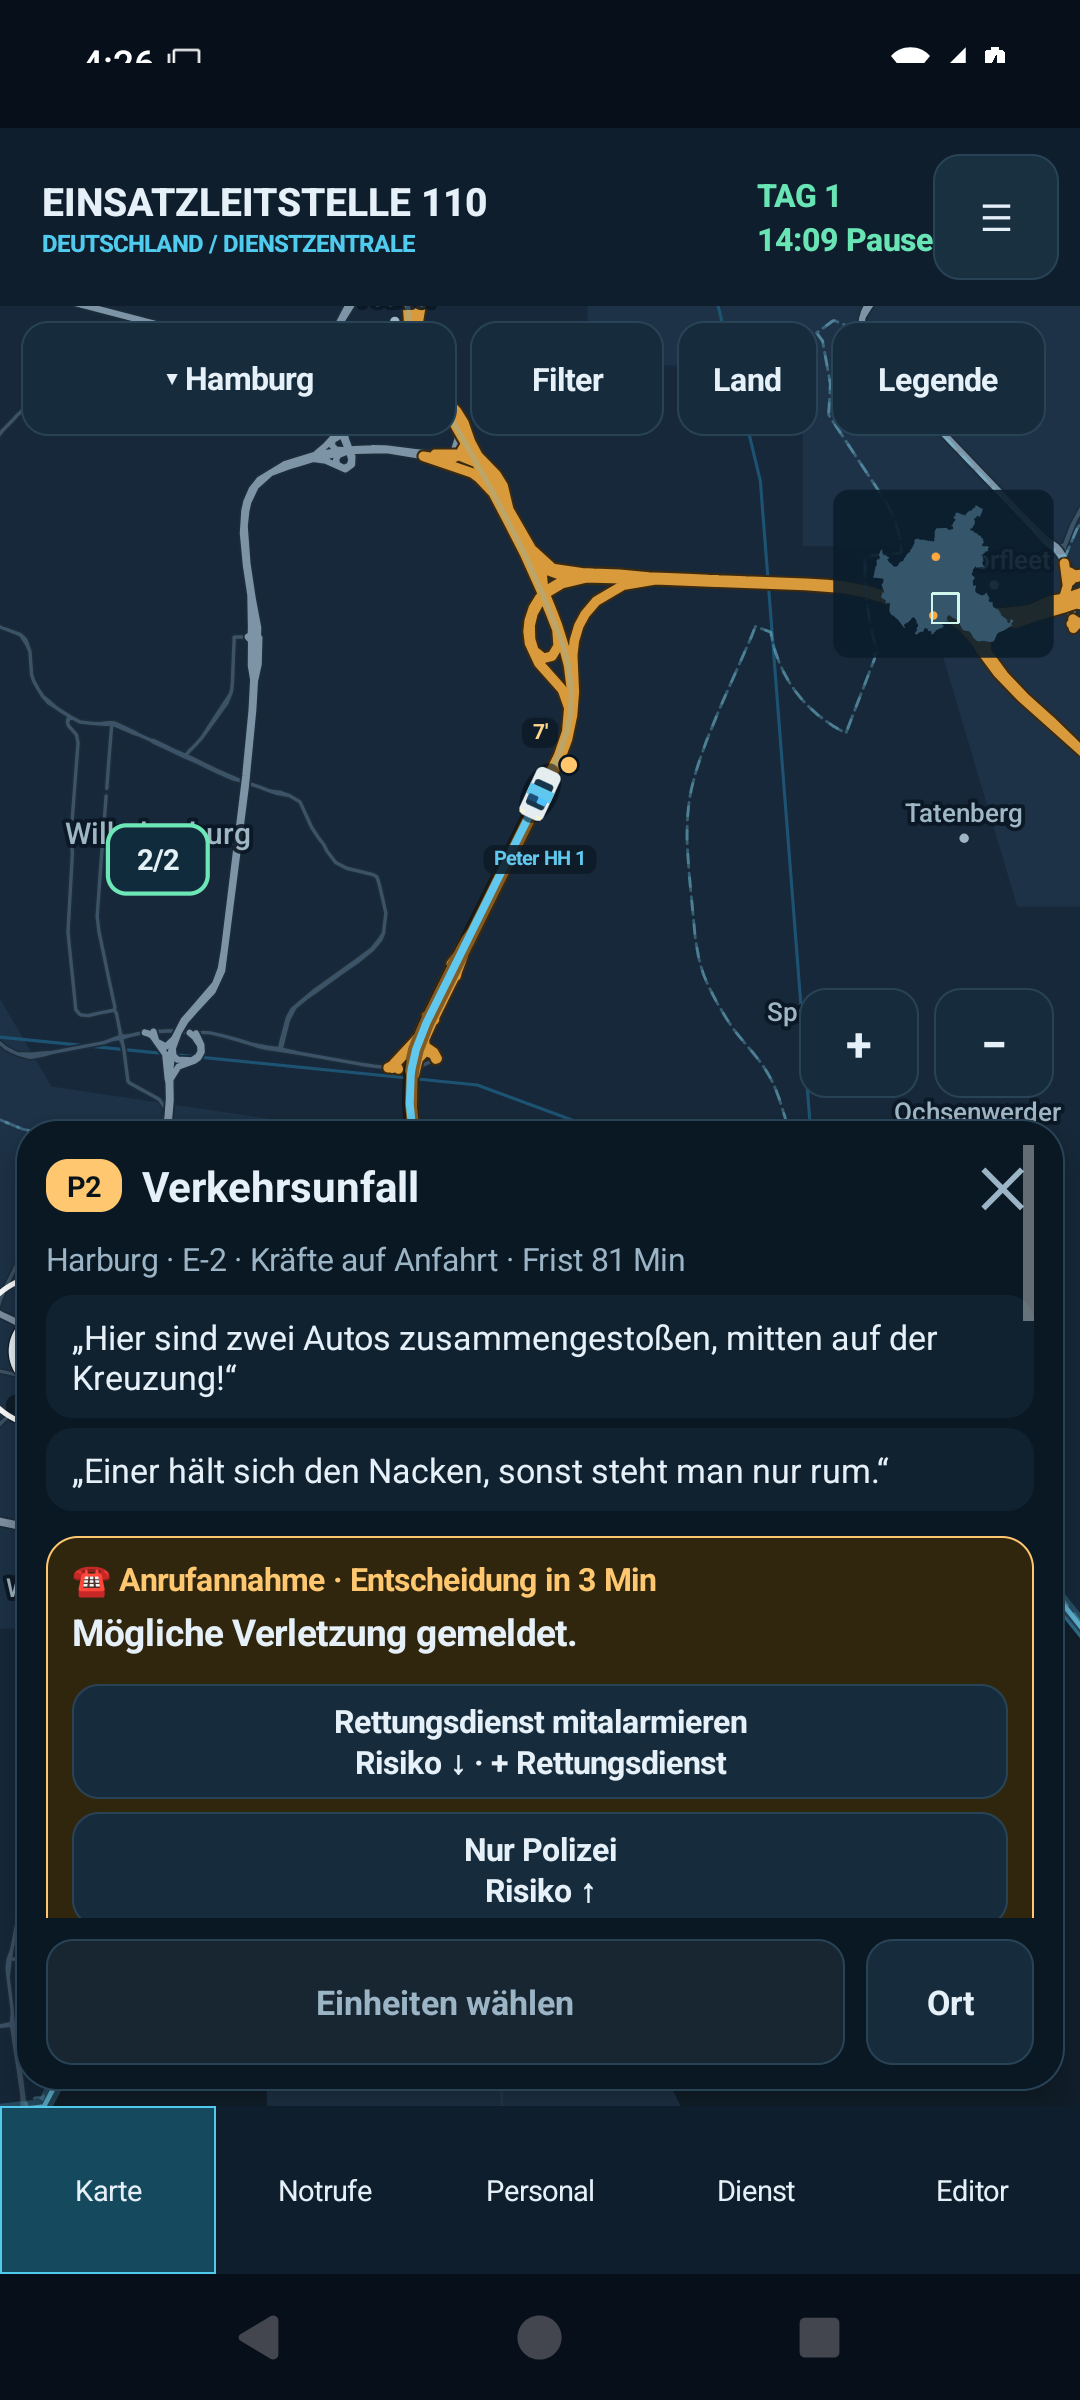 EINSATZLEITSTELLE 110
DEUTSCHLAND / DIENSTZENTRALE
TAG 1
14:09 Pause
☰
▼ Hamburg
Filter
Land
Legende
7'
Peter HH 1
2/2
Tatenberg
+
−
Ochsenwerder
P2 Verkehrsunfall
Harburg · E-2 · Kräfte auf Anfahrt · Frist 81 Min
„Hier sind zwei Autos zusammengestoßen, mitten auf der
Kreuzung!“
„Einer hält sich den Nacken, sonst steht man nur rum.“
☎ Anrufannahme · Entscheidung in 3 Min
Mögliche Verletzung gemeldet.
Rettungsdienst mitalarmieren
Risiko ↓ · + Rettungsdienst
Nur Polizei
Risiko ↑
Einheiten wählen
Ort
Karte
Notrufe
Personal
Dienst
Editor